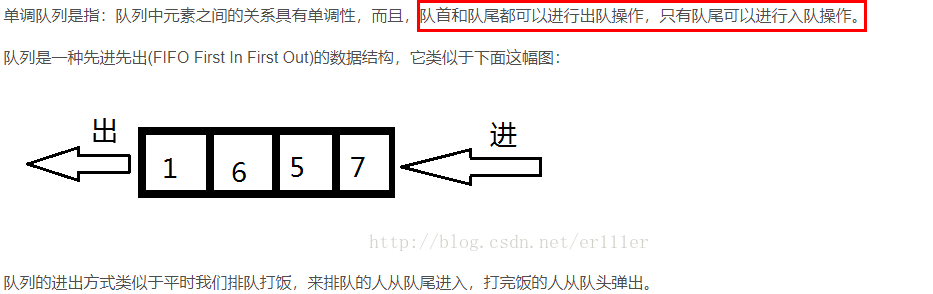 单调队列是指：队列中元素之间的关系具有单调性，而且，队首和队尾都可以进行出队操作，只有队尾可以进行入队操作。
队列是一种先进先出(FIFO First In First Out)的数据结构，它类似于下面这幅图：
出 进
1 6 5 7
http://blog.csdn.net/er111er
队列的进出方式类似于平时我们排队打饭，来排队的人从队尾进入，打完饭的人从队头弹出。